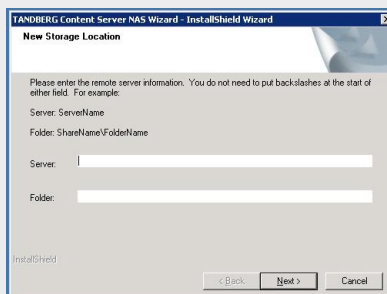 TANDBERG Content Server NAS Wizard - InstallShield Wizard
New Storage Location
Please enter the remote server information. You do not need to put backslashes at the start of
either field. For example:
Server: ServerName
Folder: ShareName\FolderName
Server:
Folder:
InstallShield
< Back Next > Cancel